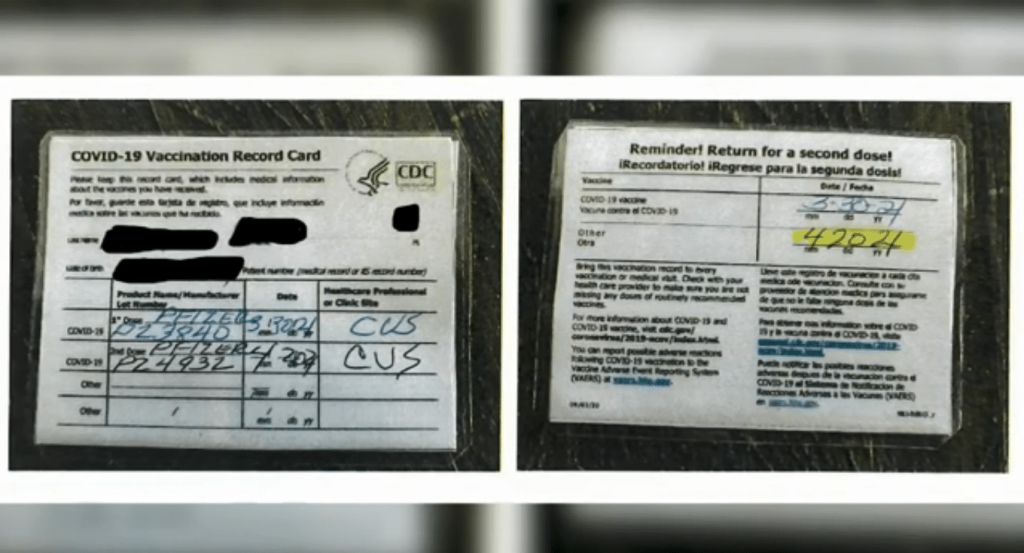 COVID-19 Vaccination Record Card
Please keep this record card, which includes medical information
about the vaccines you have received.
Por favor, guarde esta tarjeta de registro, que incluye información
médica sobre las vacunas que ha recibido.
CDC
Last Name
MI
Date of birth
Patient number (medical record or IIS record number)
Product Name/Manufacturer
Lot Number
Date
Healthcare Professional
or Clinic Site
1st Dose
COVID-19
PFIZER
CVS
mm dd yy
2nd Dose
COVID-19
PFIZER
PZ4932
CVS
mm dd yy
Other
mm dd yy
Other
mm dd yy
Reminder! Return for a second dose!
¡Recordatorio! ¡Regrese para la segunda dosis!
Vaccine
Date / Fecha
COVID-19 vaccine
Vacuna contra el COVID-19
3-30-21
mm dd yy
Other
Otra
42021
mm dd yy
Bring this vaccination record to every
vaccination or medical visit. Check with your
health care provider to make sure you are not
missing any doses of routinely recommended
vaccines.
For more information about COVID-19
and COVID-19 vaccine, visit cdc.gov/
coronavirus/2019-ncov/index.html.
You can report possible adverse reactions
following COVID-19 vaccination to the
Vaccine Adverse Event Reporting System
(VAERS) at vaers.hhs.gov.
Lleve este registro de vacunación a cada cita
médica o de vacunación. Consulte con su
proveedor de atención médica para asegurarse
de que no le falte ninguna dosis de las
vacunas recomendadas.
Para obtener más información sobre el COVID-
19 y la vacuna contra el COVID-19, visite
Puede notificar las posibles reacciones
adversas después de la vacunación contra el
COVID-19 al Sistema de Notificación de
Reacciones Adversas a las Vacunas (VAERS)
en vaers.hhs.gov.